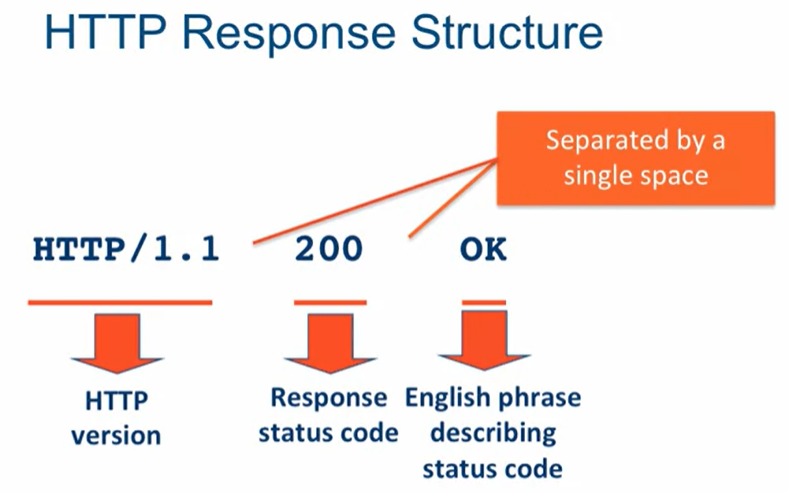 HTTP Response Structure
Separated by a
single space
HTTP/1.1 200 OK
HTTP
version
Response
status code
English phrase
describing
status code